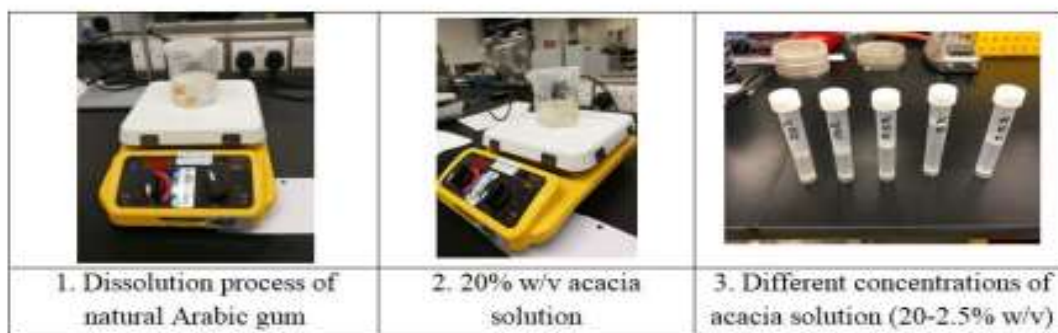 1. Dissolution process of
natural Arabic gum
2. 20% w/v acacia
solution
3. Different concentrations of
acacia solution (20-2.5% w/v)